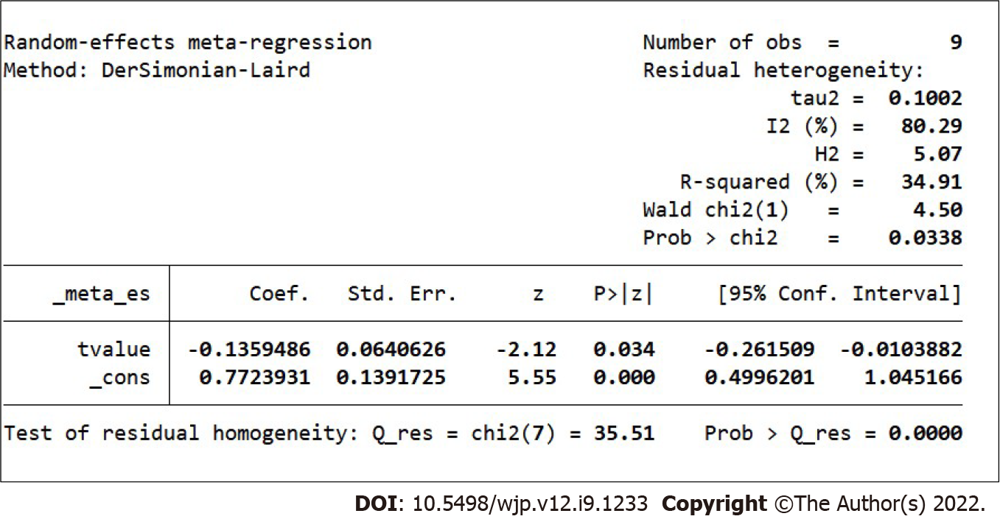 Random-effects meta-regression Number of obs = 9
Method: DerSimonian-Laird Residual heterogeneity:
tau2 = 0.1002
I2 (%) = 80.29
H2 = 5.07
R-squared (%) = 34.91
Wald chi2(1) = 4.50
Prob > chi2 = 0.0338
_meta_es Coef. Std. Err. z P>|z| [95% Conf. Interval]
tvalue -0.1359486 0.0640626 -2.12 0.034 -0.261509 -0.0103882
_cons 0.7723931 0.1391725 5.55 0.000 0.4996201 1.045166
Test of residual homogeneity: Q_res = chi2(7) = 35.51 Prob > Q_res = 0.0000
DOI: 10.5498/wjp.v12.i9.1233 Copyright ©The Author(s) 2022.